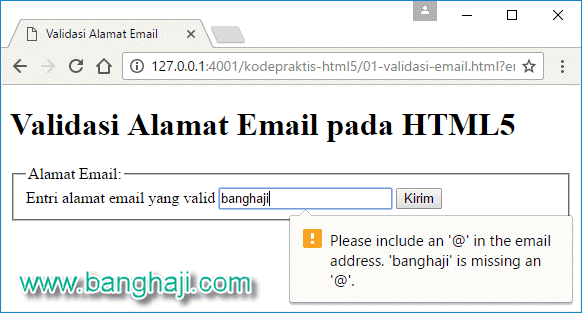 Validasi Alamat Email
127.0.0.1:4001/kodepraktis-html5/01-validasi-email.html?e
Validasi Alamat Email pada HTML5
Alamat Email:
Entri alamat email yang valid banghaji Kirim
Please include an '@' in the email
address. 'banghaji' is missing an
'@'.
www.banghaji.com